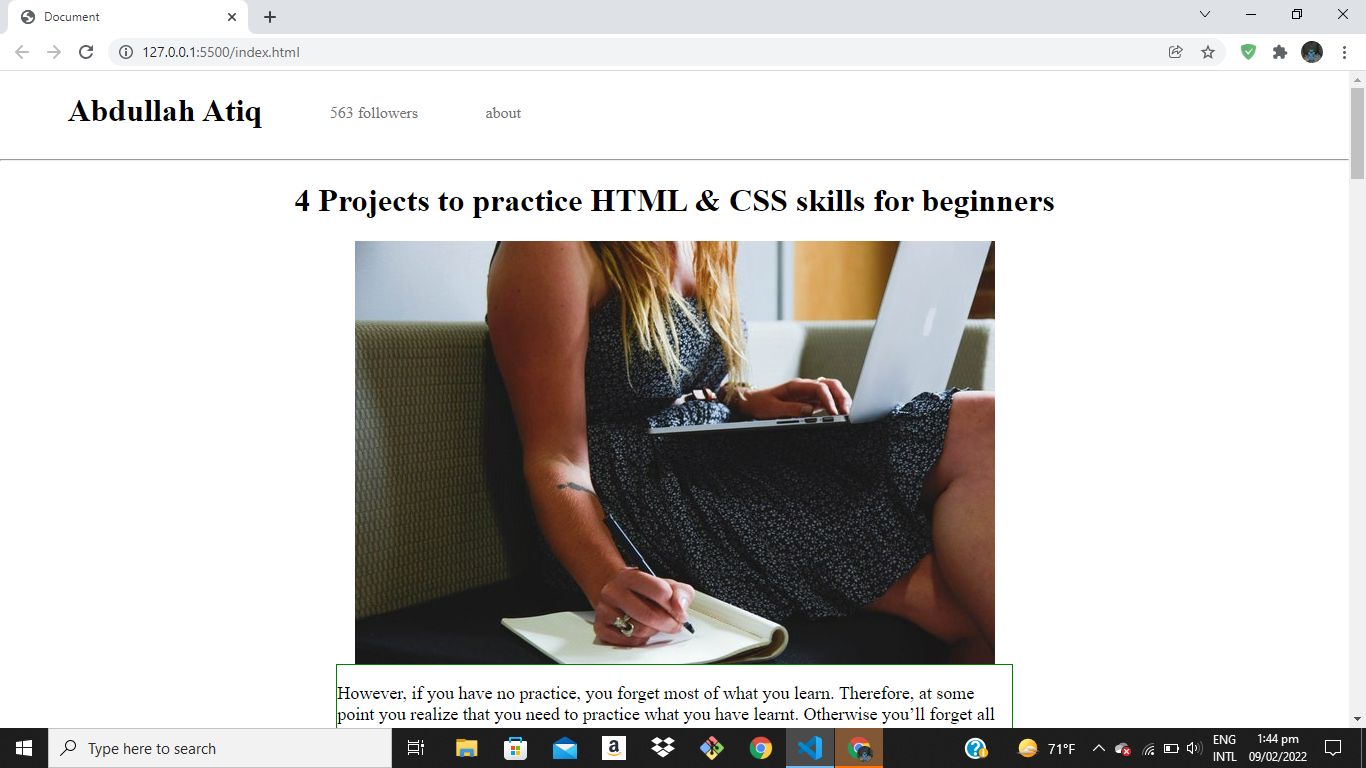 Document
127.0.0.1:5500/index.html
Abdullah Atiq
563 followers
about
4 Projects to practice HTML & CSS skills for beginners
However, if you have no practice, you forget most of what you learn. Therefore, at some
point you realize that you need to practice what you have learnt. Otherwise you’ll forget all
Type here to search
a
71°F
ENG
INTL
1:44 pm
09/02/2022